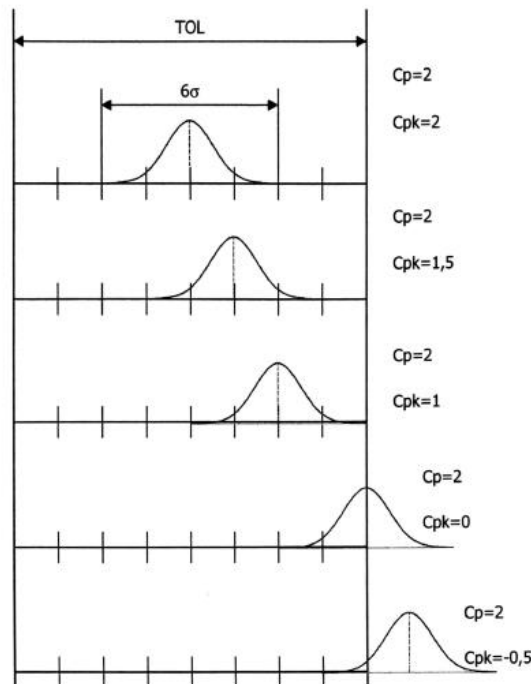 TOL
Cp=2
6σ
Cpk=2
Cp=2
Cpk=1,5
Cp=2
Cpk=1
Cp=2
Cpk=0
Cp=2
Cpk=-0,5